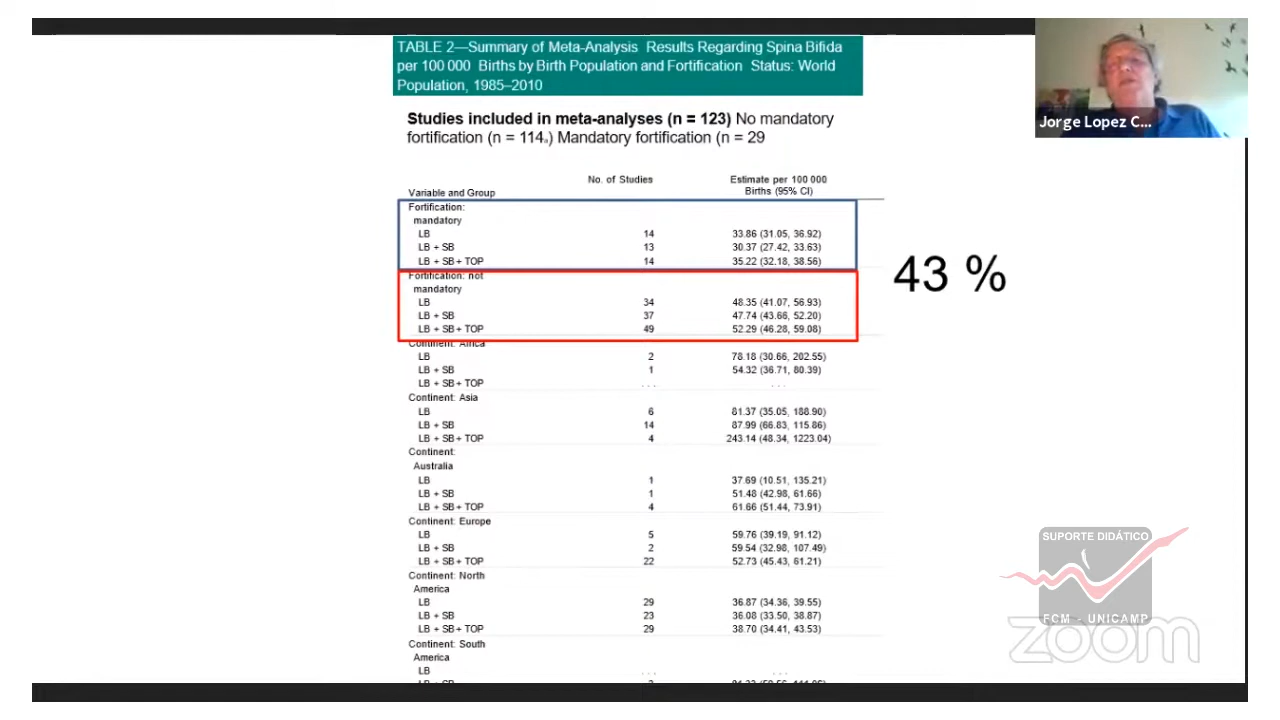 TABLE 2—Summary of Meta-Analysis Results Regarding Spina Bifida
per 100 000 Births by Birth Population and Fortification Status: World
Population, 1985–2010
Jorge Lopez C...
Studies included in meta-analyses (n = 123) No mandatory
fortification (n = 114a) Mandatory fortification (n = 29
No. of Studies Estimate per 100 000
Variable and Group Births (95% CI)
Fortification:
mandatory
LB 14 33.86 (31.05, 36.92)
LB + SB 13 30.37 (27.42, 33.63)
LB + SB + TOP 14 35.22 (32.18, 38.56)
43 %
Fortification: not
mandatory
LB 34 48.35 (41.07, 56.93)
LB + SB 37 47.74 (43.66, 52.20)
LB + SB + TOP 49 52.29 (46.28, 59.08)
Continent: Africa
LB 2 78.18 (30.66, 202.55)
LB + SB 1 54.32 (36.71, 80.39)
LB + SB + TOP . . . . . .
Continent: Asia
LB 6 81.37 (35.05, 188.90)
LB + SB 14 87.99 (66.83, 115.86)
LB + SB + TOP 4 243.14 (48.34, 1223.04)
Continent:
Australia
LB 1 37.69 (10.51, 135.21)
LB + SB 1 51.48 (42.98, 61.66)
LB + SB + TOP 4 61.66 (51.44, 73.91)
Continent: Europe
LB 5 59.76 (39.19, 91.12)
LB + SB 2 59.54 (32.98, 107.49)
LB + SB + TOP 22 52.73 (45.43, 61.21)
Continent: North
America
LB 29 36.87 (34.36, 39.55)
LB + SB 23 36.08 (33.50, 38.87)
LB + SB + TOP 29 38.70 (34.41, 43.53)
Continent: South
America
LB . . . . . .
LB + SB
SUPORTE DIDÁTICO
FCM - UNICAMP
zoom